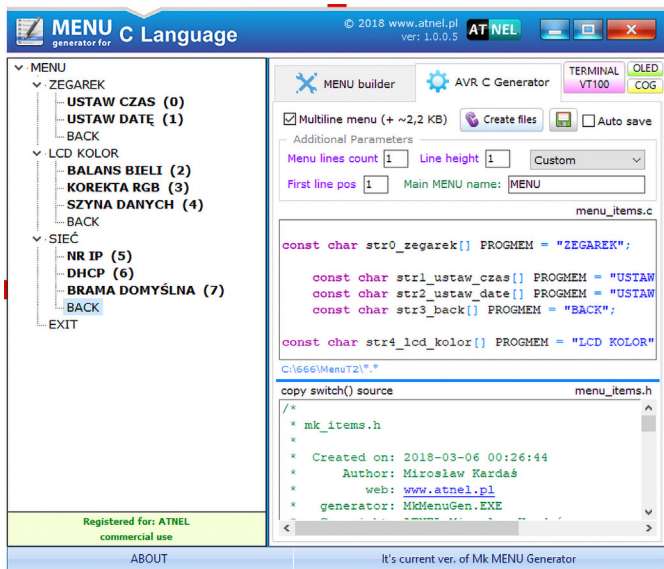 MENU C Language
generator for
© 2018 www.atnel.pl
ver: 1.0.0.5
ATNEL
MENU
ZEGAREK
USTAW CZAS (0)
USTAW DATĘ (1)
BACK
LCD KOLOR
BALANS BIELI (2)
KOREKTA RGB (3)
SZYNA DANYCH (4)
BACK
SIEĆ
NR IP (5)
DHCP (6)
BRAMA DOMYŚLNA (7)
BACK
EXIT
Registered for: ATNEL
commercial use
MENU builder
AVR C Generator
TERMINAL
VT100
OLED
COG
Multiline menu (+ ~2,2 KB)
Create files
Auto save
Additional Parameters
Menu lines count 1 Line height 1 Custom
First line pos 1 Main MENU name: MENU
menu_items.c
const char str0_zegarek[] PROGMEM = "ZEGAREK";
const char str1_ustaw_czas[] PROGMEM = "USTAW
const char str2_ustaw_date[] PROGMEM = "USTAW
const char str3_back[] PROGMEM = "BACK";
const char str4_lcd_kolor[] PROGMEM = "LCD KOLOR"
C:\666\MenuT2\*.*
copy switch() source menu_items.h
/*
* mk_items.h
*
* Created on: 2018-03-06 00:26:44
* Author: Mirosław Kardaś
* web: www.atnel.pl
* generator: MkMenuGen.EXE
ABOUT
It's current ver. of Mk MENU Generator